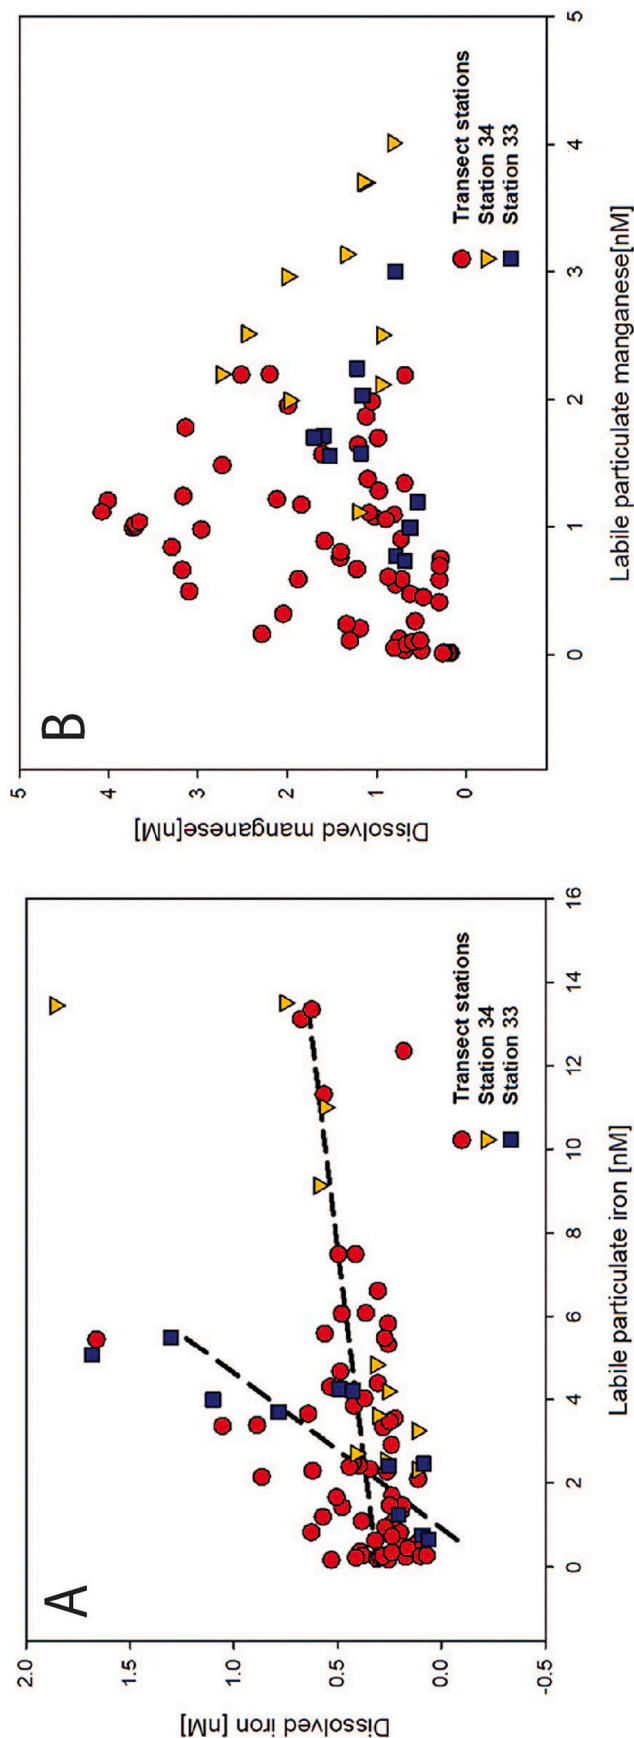 A
2.0
1.5
1.0
0.5
0.0
-0.5
Dissolved iron [nM]
0 2 4 6 8 10 12 14 16
Labile particulate iron [nM]
Transect stations
Station 34
Station 33
B
5
4
3
2
1
0
Dissolved manganese[nM]
0 1 2 3 4 5
Labile particulate manganese[nM]
Transect stations
Station 34
Station 33